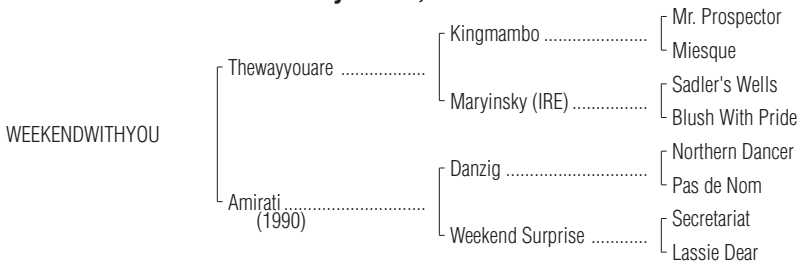 Kingmambo ......................
Mr. Prospector
Miesque
Thewayyouare ..................
Maryinsky (IRE) ................
Sadler's Wells
Blush With Pride
WEEKENDWITHYOU
Danzig ..............................
Northern Dancer
Pas de Nom
Amirati ..............................
(1990)
Weekend Surprise ............
Secretariat
Lassie Dear